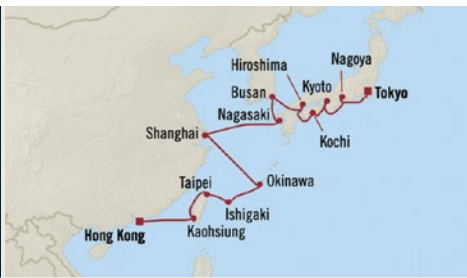 Nagoya
Hiroshima
Kyoto
Busan
Tokyo
Nagasaki
Kochi
Shanghai
Taipei
Okinawa
Ishigaki
Hong Kong
Kaohsiung